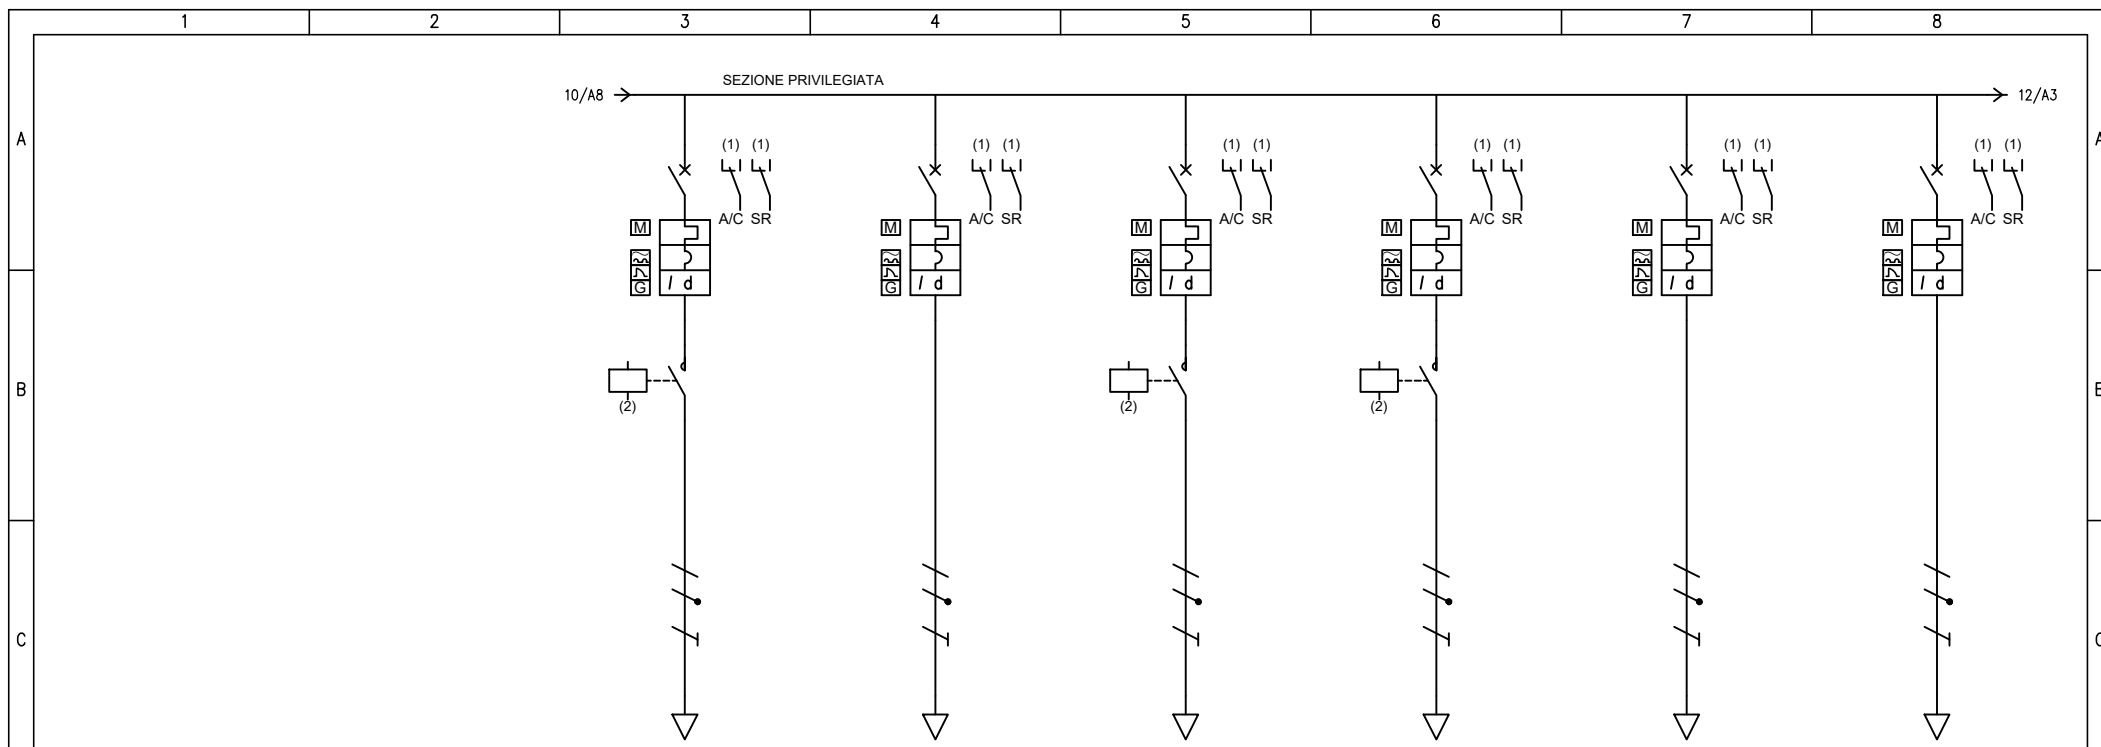 1 2 3 4 5 6 7 8
SEZIONE PRIVILEGIATA
10/A8 12/A3
A A
(1) (1) (1) (1) (1) (1) (1) (1) (1) (1) (1) (1)
A/C SR A/C SR A/C SR A/C SR A/C SR A/C SR
M M M M M M
G I d G I d G I d G I d G I d G I d
B B
(2) (2) (2)
C C